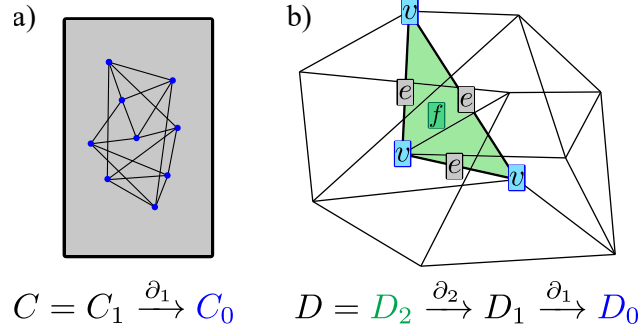 a)
b)
v
e
e
f
v
e
v
C = C₁ ∂₁→ C₀
D = D₂ ∂₂→ D₁ ∂₁→ D₀